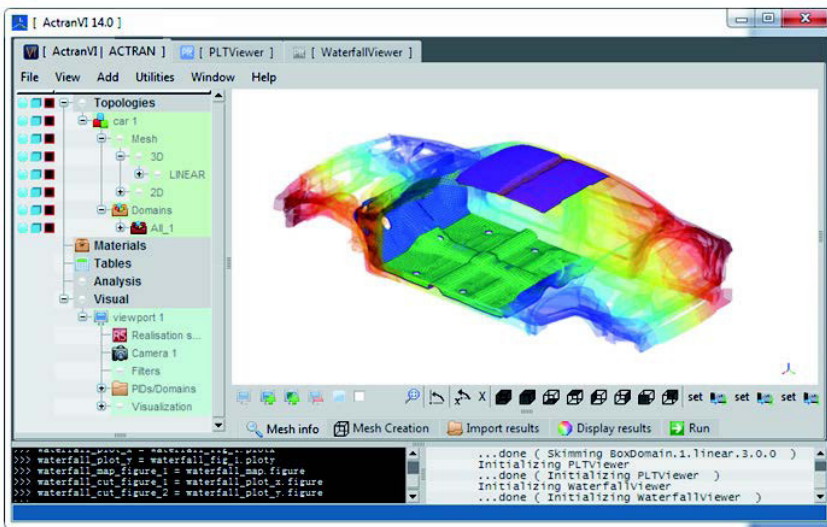 [ ActranVI 14.0 ]
[ ActranVI | ACTRAN ] [ PLTViewer ] [ WaterfallViewer ]
File View Add Utilities Window Help
Topologies
car 1
Mesh
3D
LINEAR
2D
Domains
All_1
Materials
Tables
Analysis
Visual
viewport 1
RS Realisation s...
Camera 1
Filters
PIDs/Domains
Visualization
X set set set
Mesh info Mesh Creation Import results Display results Run
>>> waterfall_map_figure_1 = waterfall_map.figure
>>> waterfall_cut_figure_1 = waterfall_plot_x.figure
>>> waterfall_cut_figure_2 = waterfall_plot_y.figure
...done ( Skimming BoxDomain.1.linear.3.0.0 )
Initializing PLTViewer
...done ( Initializing PLTViewer )
Initializing WaterfallViewer
...done ( Initializing WaterfallViewer )